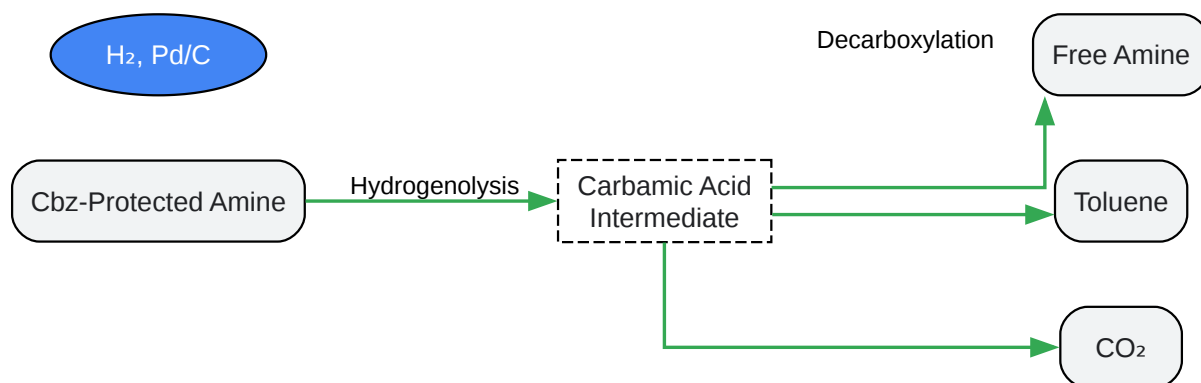 H₂, Pd/C
Decarboxylation
Free Amine
Cbz-Protected Amine
Hydrogenolysis
Carbamic Acid
Intermediate
Toluene
CO₂